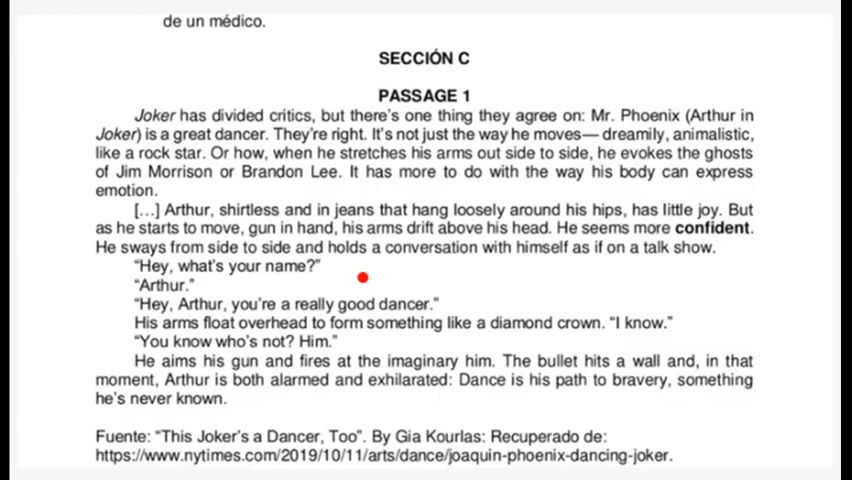 de un médico.
SECCIÓN C
PASSAGE 1
Joker has divided critics, but there's one thing they agree on: Mr. Phoenix (Arthur in
Joker) is a great dancer. They're right. It's not just the way he moves— dreamily, animalistic,
like a rock star. Or how, when he stretches his arms out side to side, he evokes the ghosts
of Jim Morrison or Brandon Lee. It has more to do with the way his body can express
emotion.
[…] Arthur, shirtless and in jeans that hang loosely around his hips, has little joy. But
as he starts to move, gun in hand, his arms drift above his head. He seems more confident.
He sways from side to side and holds a conversation with himself as if on a talk show.
“Hey, what's your name?”
“Arthur.”
“Hey, Arthur, you're a really good dancer.”
His arms float overhead to form something like a diamond crown. “I know.”
“You know who's not? Him.”
He aims his gun and fires at the imaginary him. The bullet hits a wall and, in that
moment, Arthur is both alarmed and exhilarated: Dance is his path to bravery, something
he's never known.
Fuente: “This Joker's a Dancer, Too”. By Gia Kourlas: Recuperado de:
https://www.nytimes.com/2019/10/11/arts/dance/joaquin-phoenix-dancing-joker.